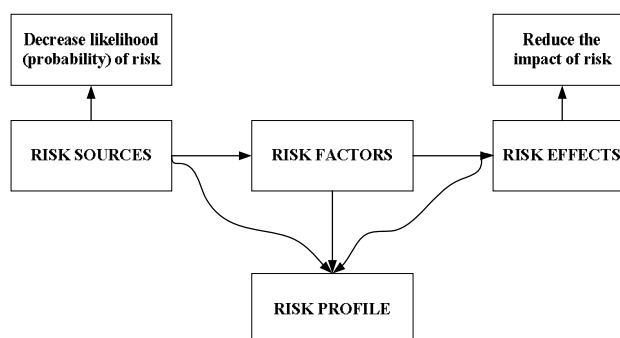 Decrease likelihood
(probability) of risk
Reduce the
impact of risk
RISK SOURCES
RISK FACTORS
RISK EFFECTS
RISK PROFILE